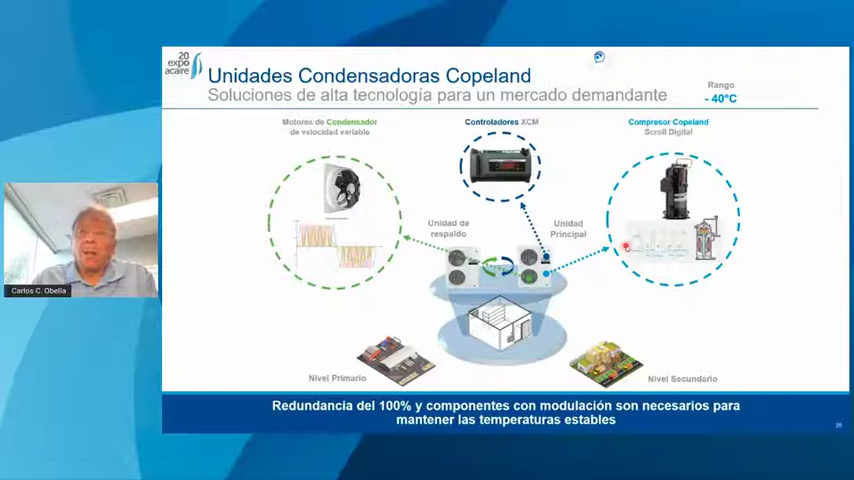 20
expo
acaire
Unidades Condensadoras Copeland
Soluciones de alta tecnología para un mercado demandante
Rango
- 40°C
Motores de Condensador
de velocidad variable
Controladores XCM
Compresor Copeland
Scroll Digital
Unidad de
respaldo
Unidad
Principal
Carlos C. Obella
Nivel Primario
Nivel Secundario
Redundancia del 100% y componentes con modulación son necesarios para
mantener las temperaturas estables